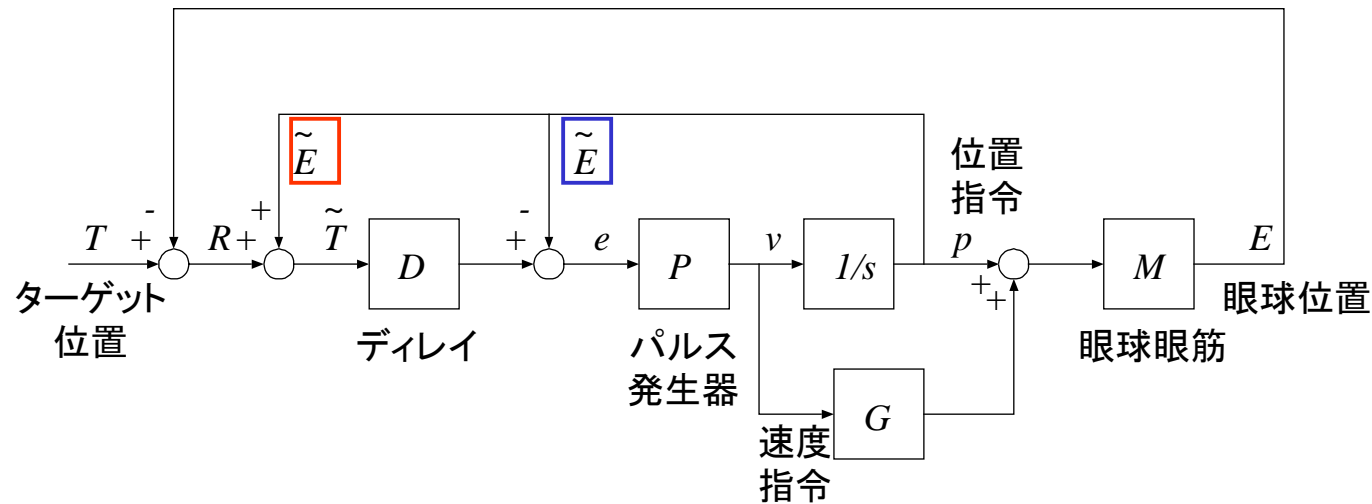 -
Ẽ
Ẽ
位置
指令
T
-
+
R
+
+
T̃
D
-
+
e
P
v
1/s
p
+
+
M
E
ターゲット
位置
ディレイ
パルス
発生器
G
速度
指令
眼球眼筋
眼球位置